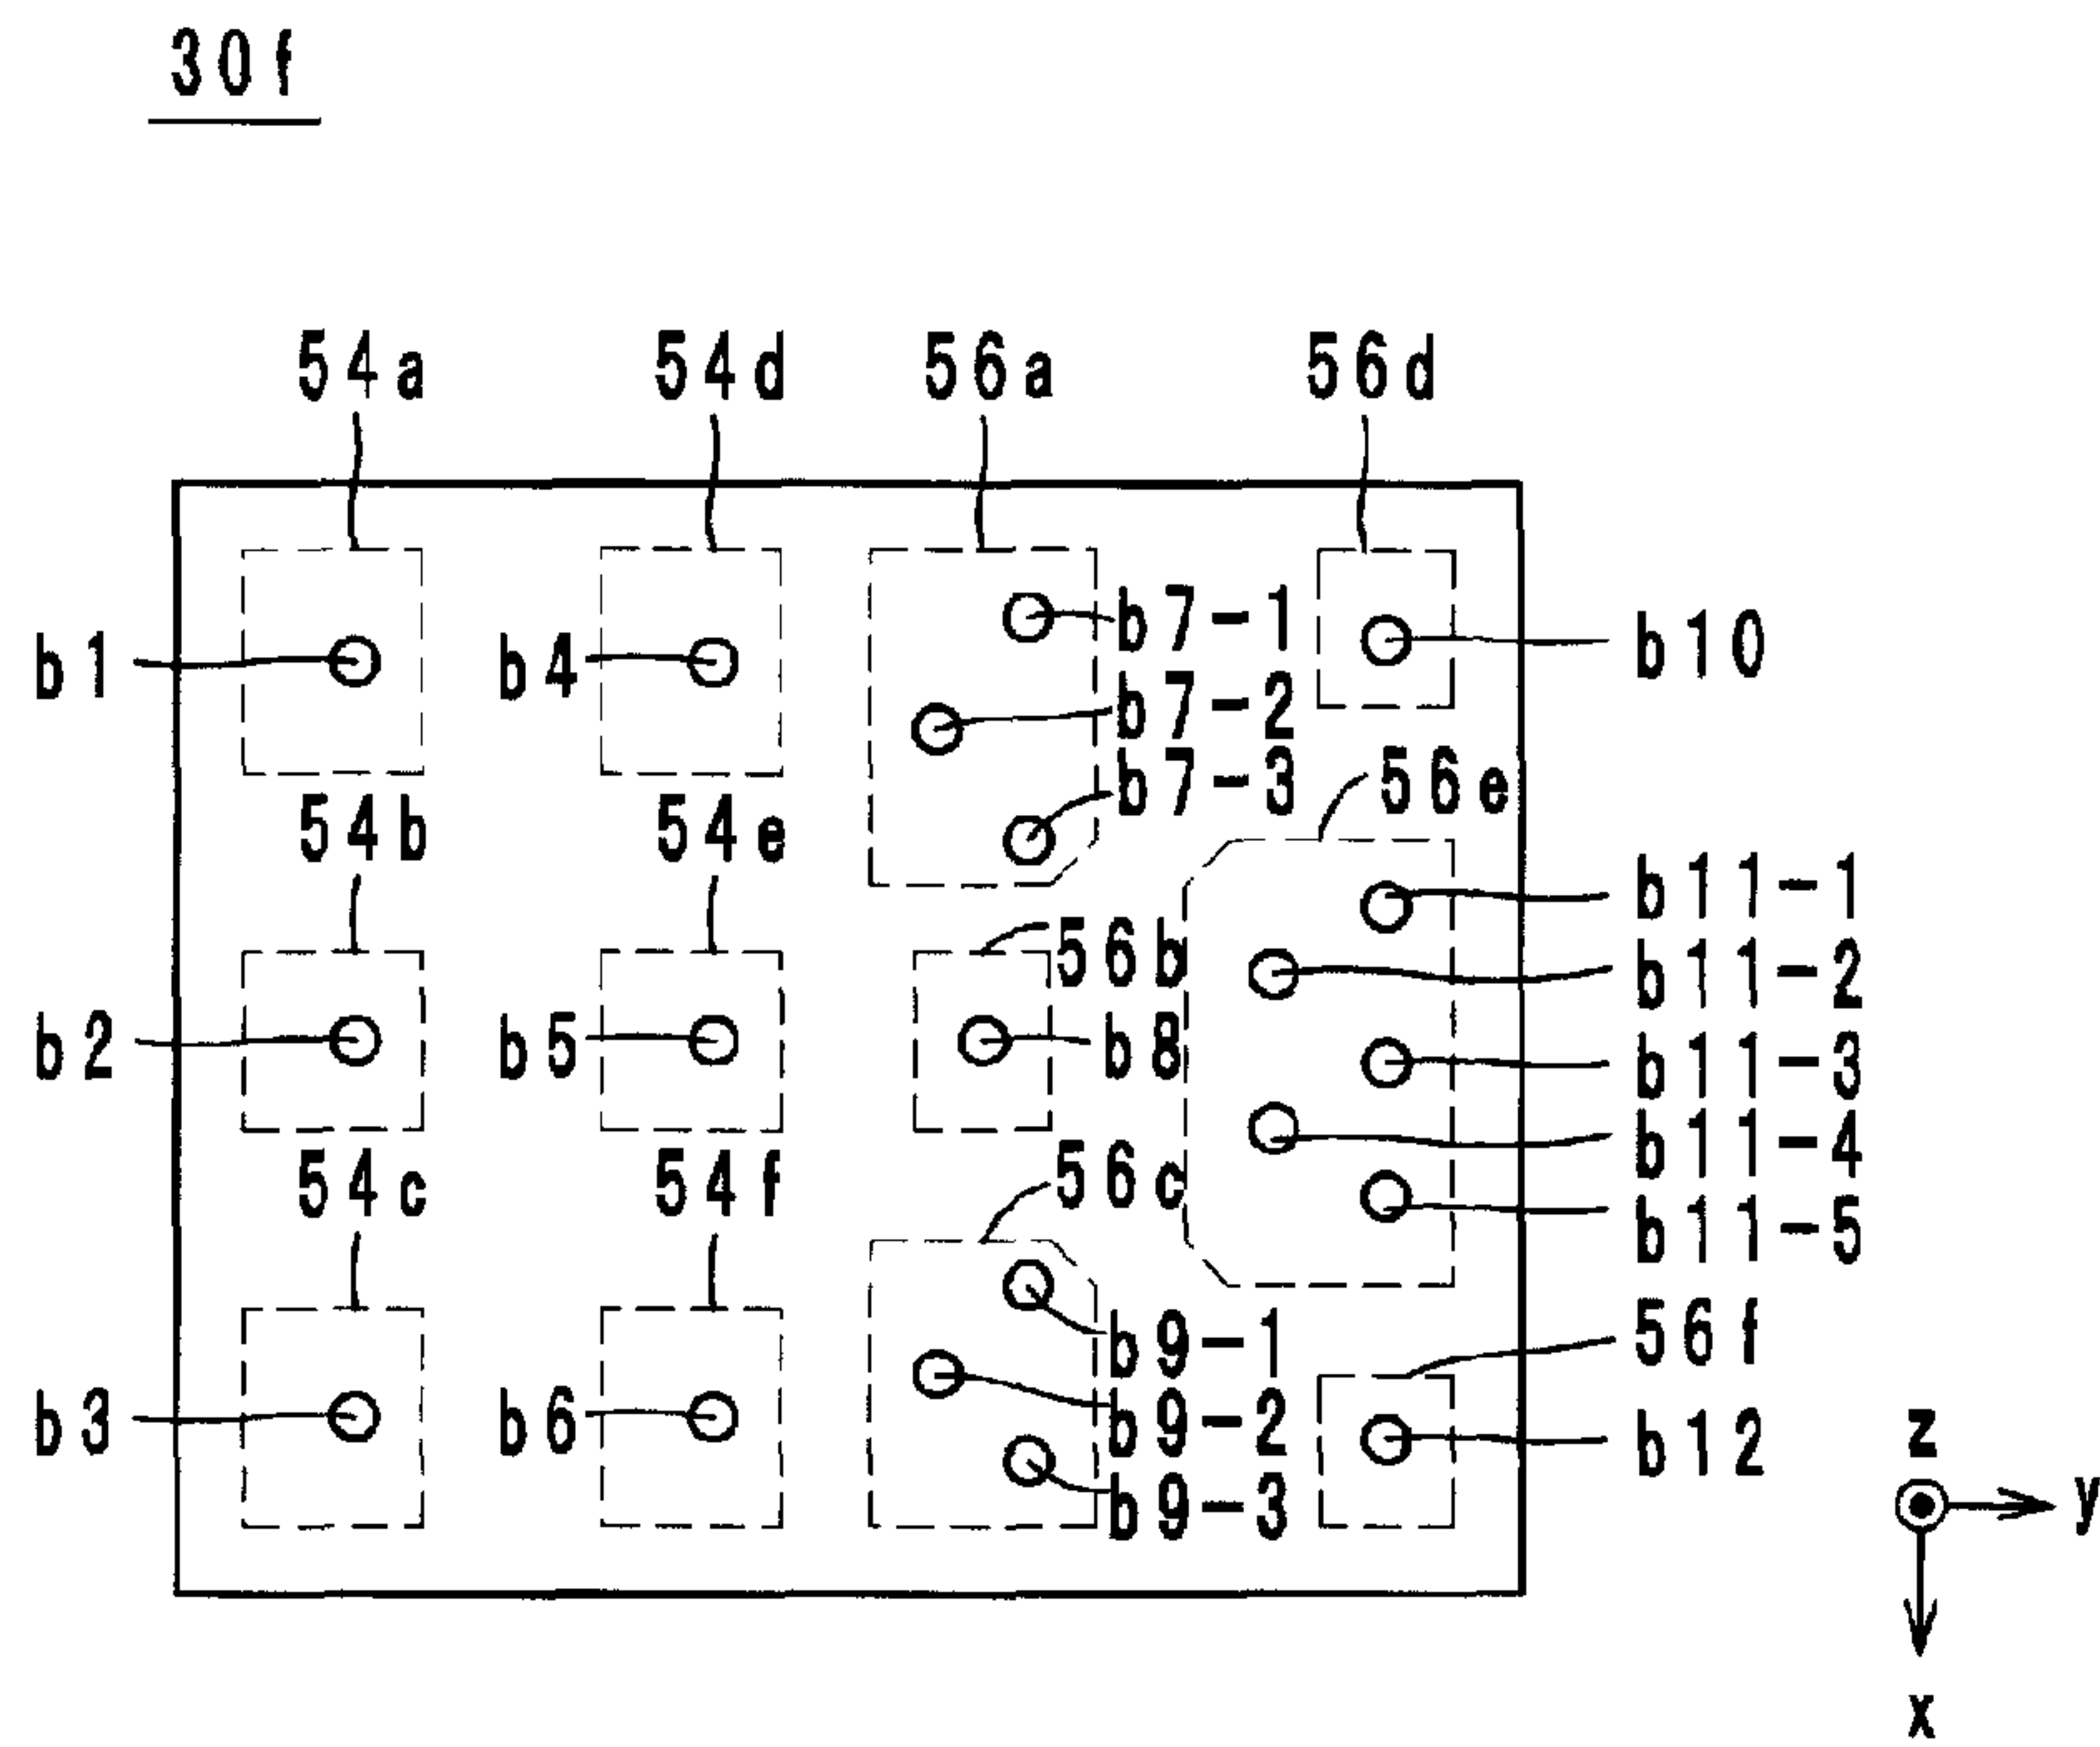 30f
54a 54d 56a 56d
b1 b4 b7-1 b10
b7-2
b7-3 56e
54b 54e
b11-1
56b b11-2
b2 b5 b8 b11-3
b11-4
54c 54f 56c
b11-5
56f
b9-1
b3 b6 b9-2 b12 z
b9-3 y
x